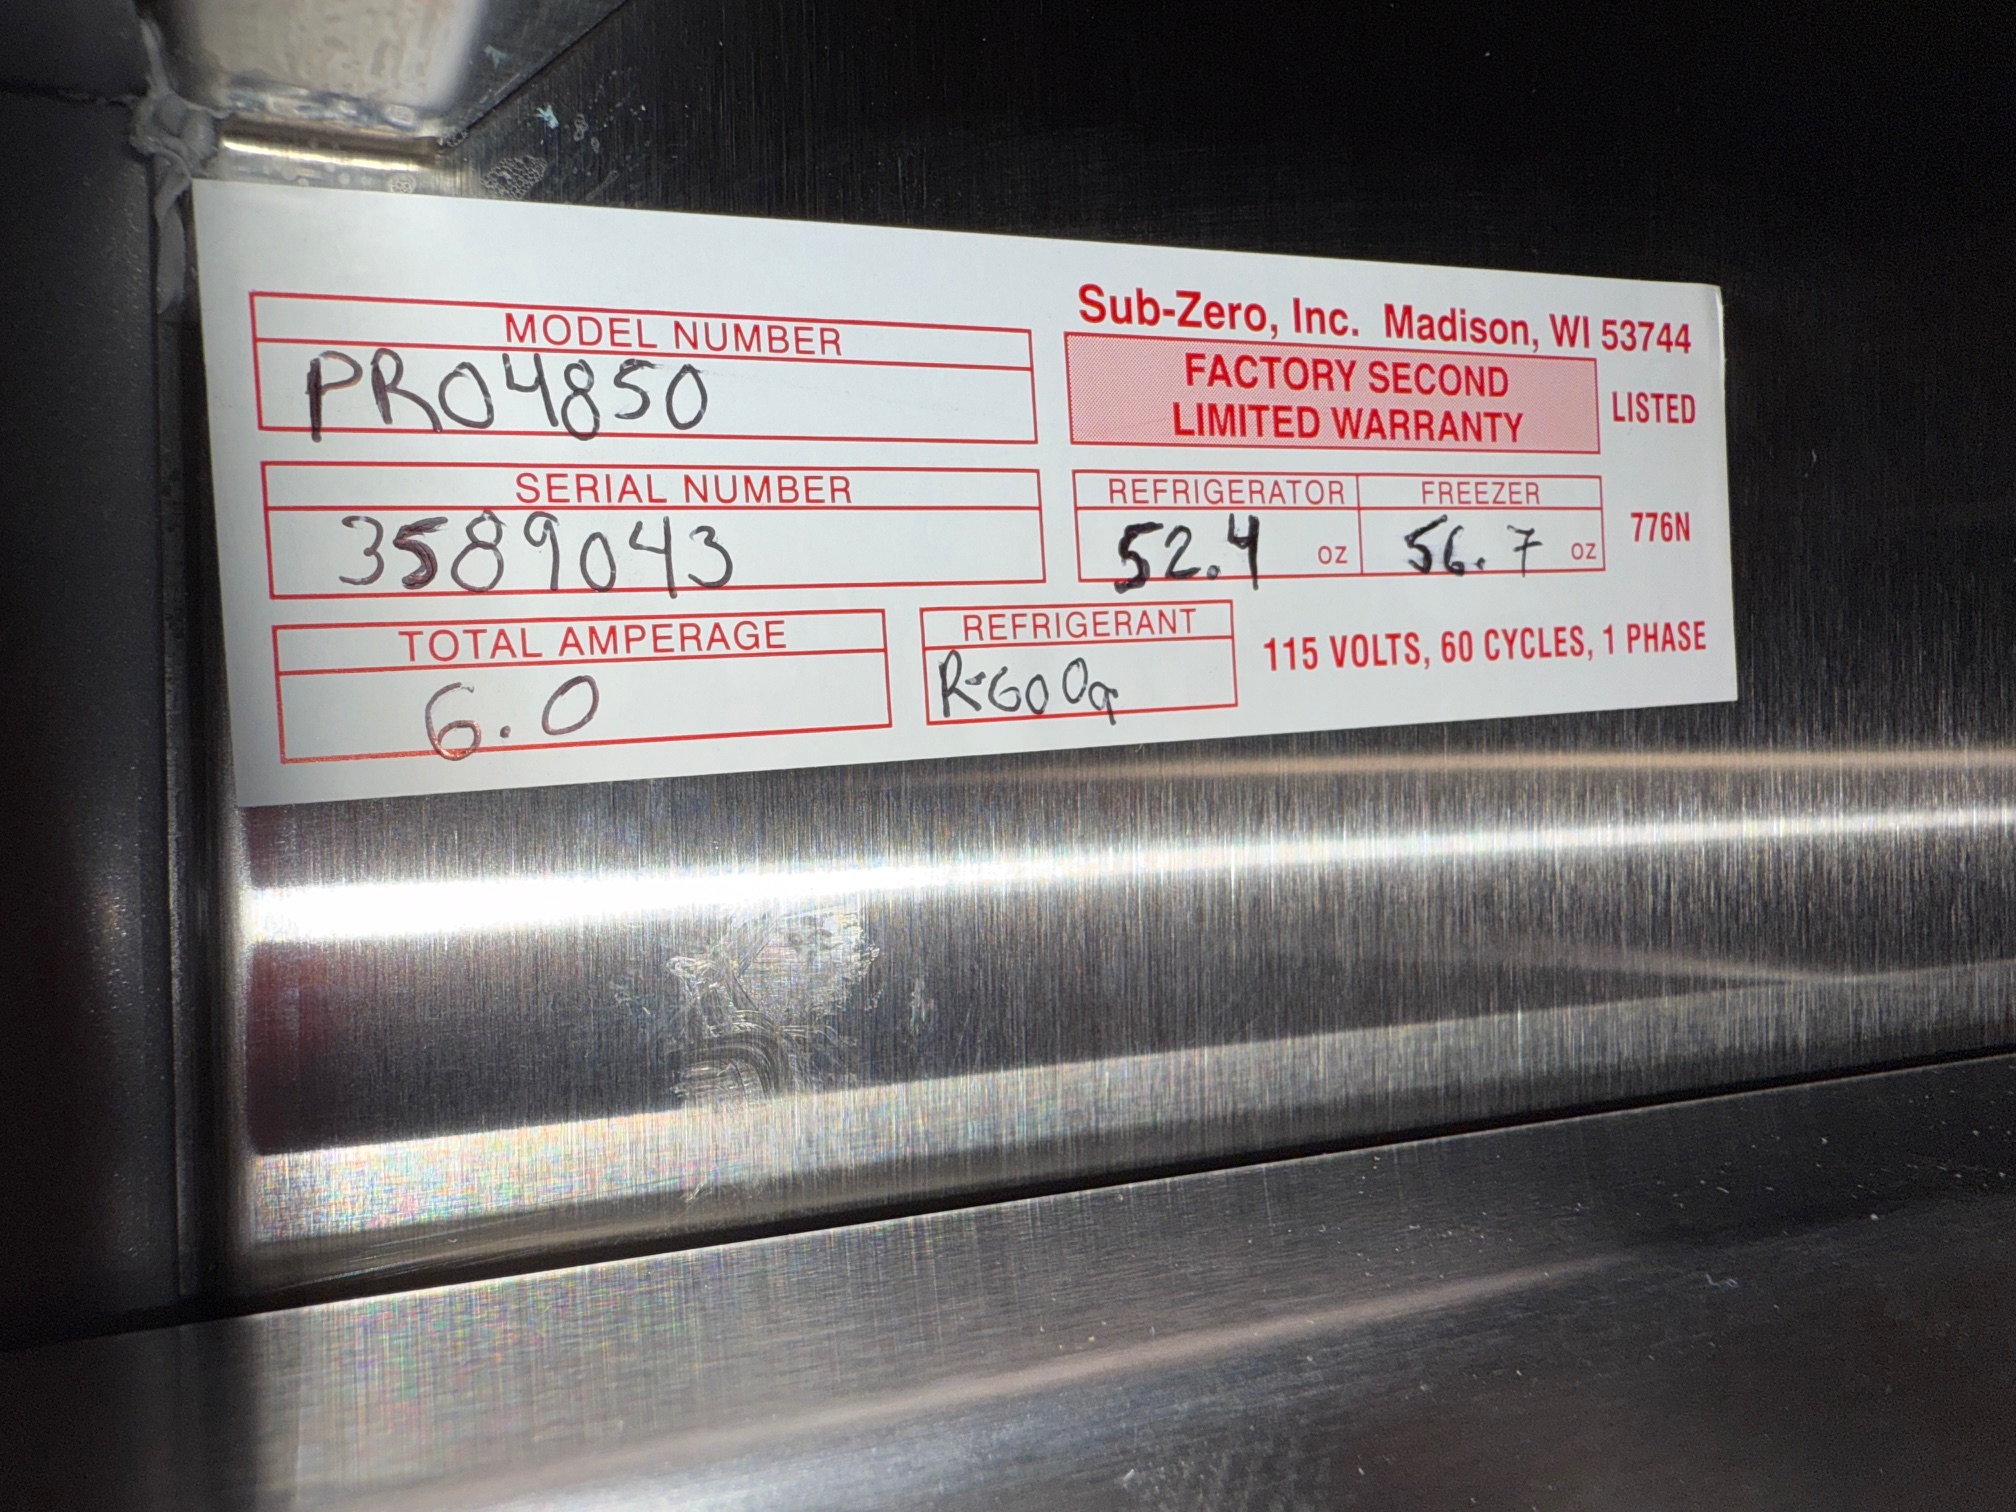 Sub-Zero, Inc. Madison, WI 53744
MODEL NUMBER
PRO4850
FACTORY SECOND
LIMITED WARRANTY
LISTED
SERIAL NUMBER
3589043
REFRIGERATOR
52.4 OZ
FREEZER
56.7 OZ
776N
TOTAL AMPERAGE
6.0
REFRIGERANT
R-600a
115 VOLTS, 60 CYCLES, 1 PHASE